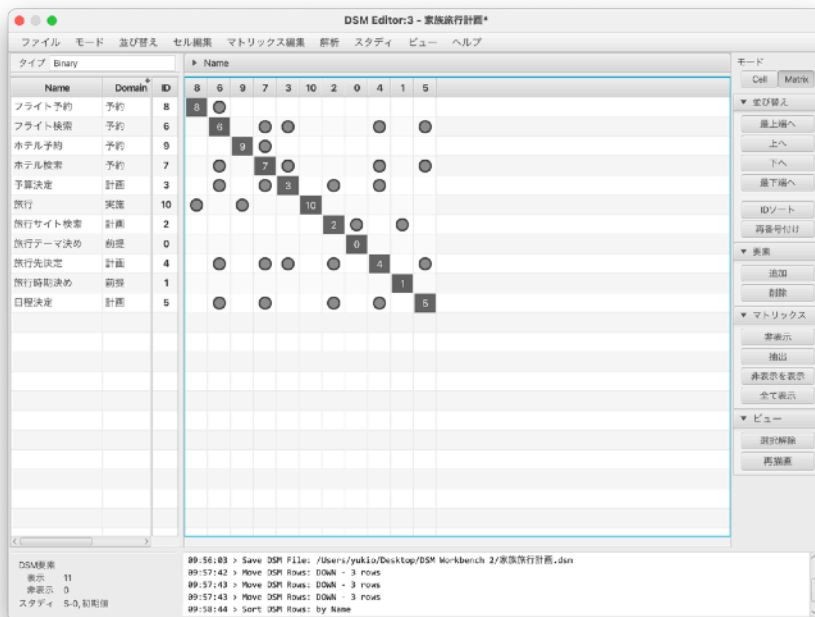 DSM Editor:3 - 家族旅行計画*
ファイル モード 並び替え セル編集 マトリックス編集 解析 スタディ ビュー ヘルプ
タイプ Binary
Name
モード
Cell Matrix
Name Domain ID 8 6 9 7 3 10 2 0 4 1 5
並び替え
フライト予約 予約 8 8
最上端へ
フライト検索 予約 6 6
上へ
ホテル予約 予約 9 9
下へ
ホテル検索 予約 7 7
最下端へ
予算決定 計画 3 3
旅行 実施 10 10
IDソート
旅行サイト検索 計画 2 2
再番号付け
旅行テーマ決め 前提 0 0
要素
旅行先決定 計画 4 4
追加
旅行時期決め 前提 1 1
削除
日程決定 計画 5 5
マトリックス
非表示
抽出
非表示を表示
全て表示
ビュー
選択解除
再描画
DSM要素
表示 11
非表示 0
スタディ S-0,初期値
09:56:03 > Save DSM File: /Users/yukio/Desktop/DSM Workbench 2/家族旅行計画.dsm
09:57:42 > Move DSM Rows: DOWN - 3 rows
09:57:43 > Move DSM Rows: DOWN - 3 rows
09:57:43 > Move DSM Rows: DOWN - 3 rows
09:58:44 > Sort DSM Rows: by Name